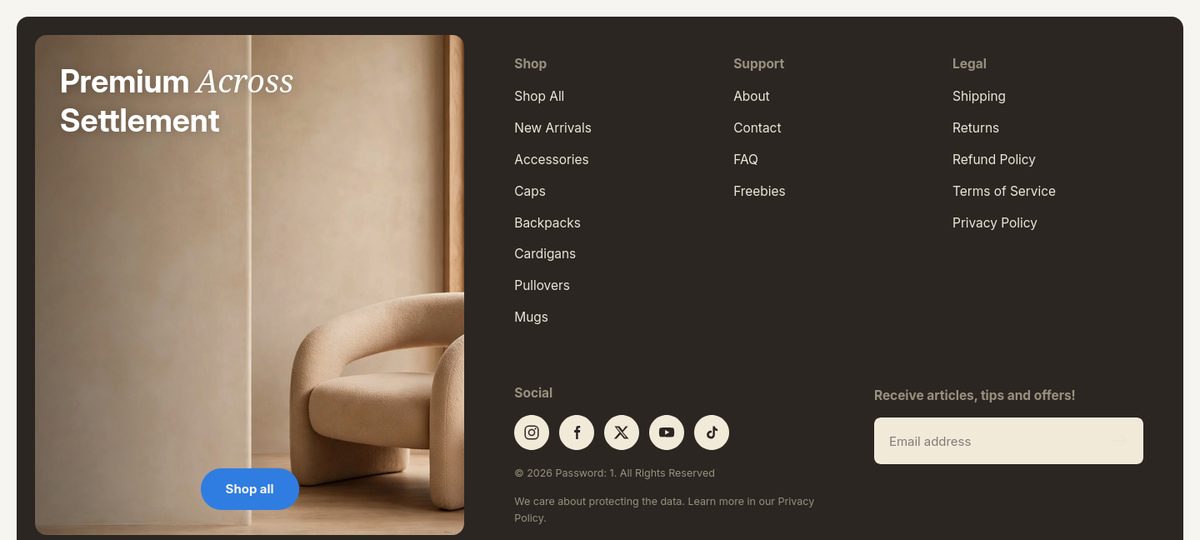 Premium Across
Settlement
Shop all
Shop
Shop All
New Arrivals
Accessories
Caps
Backpacks
Cardigans
Pullovers
Mugs
Support
About
Contact
FAQ
Freebies
Legal
Shipping
Returns
Refund Policy
Terms of Service
Privacy Policy
Social
© 2026 Password: 1. All Rights Reserved
We care about protecting the data. Learn more in our Privacy
Policy.
Receive articles, tips and offers!
Email address